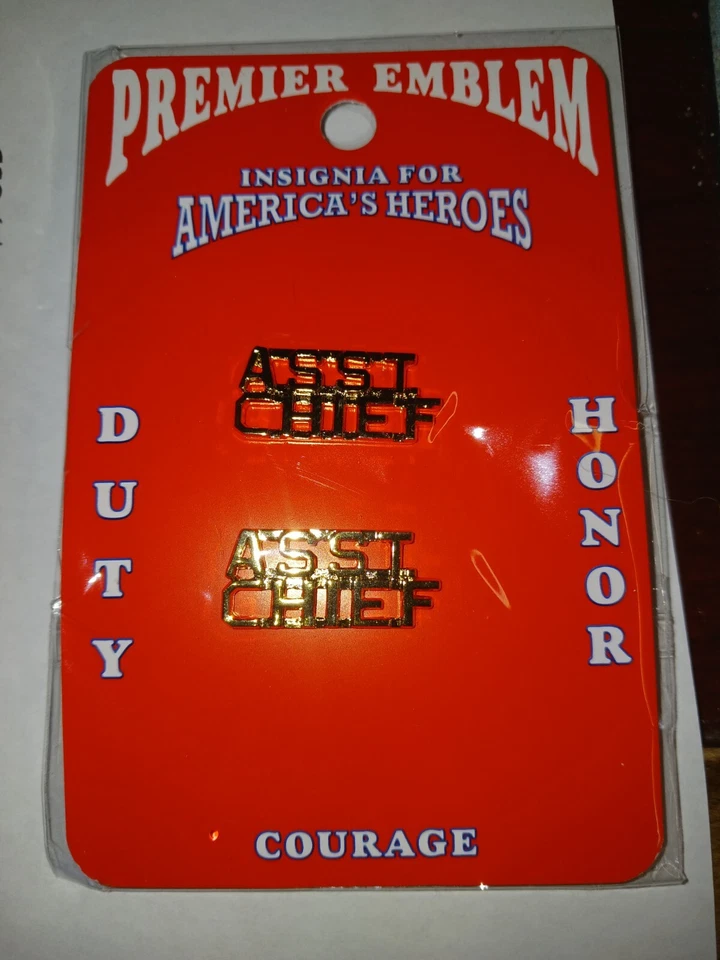 PREMIER EMBLEM
INSIGNIA FOR
AMERICA'S HEROES
ASST.
CHIEF
ASST.
CHIEF
DUTY
HONOR
COURAGE